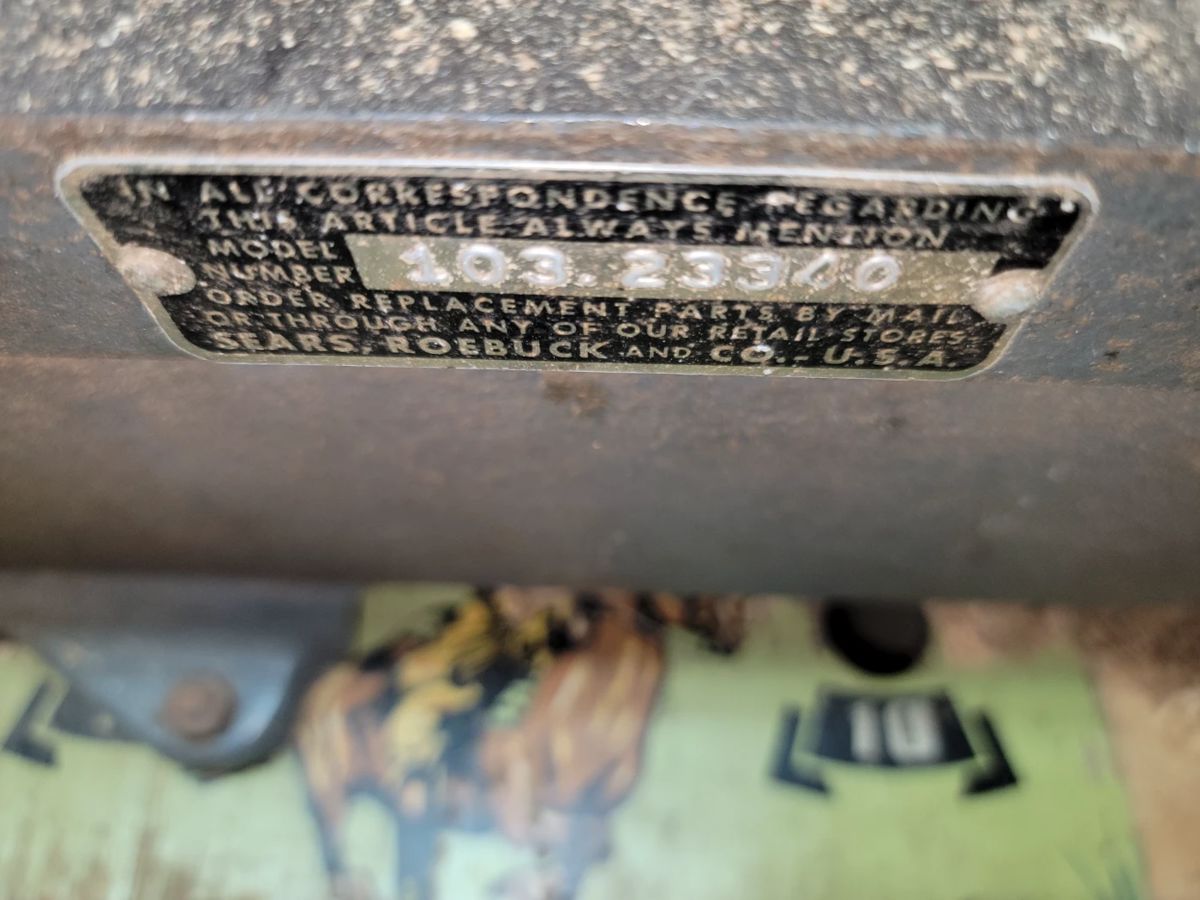 IN ALL CORRESPONDENCE REGARDING
THIS ARTICLE ALWAYS MENTION
MODEL
NUMBER 103.23340
ORDER REPLACEMENT PARTS BY MAIL
OR THROUGH ANY OF OUR RETAIL STORES.
SEARS, ROEBUCK AND CO.- U.S.A.
10